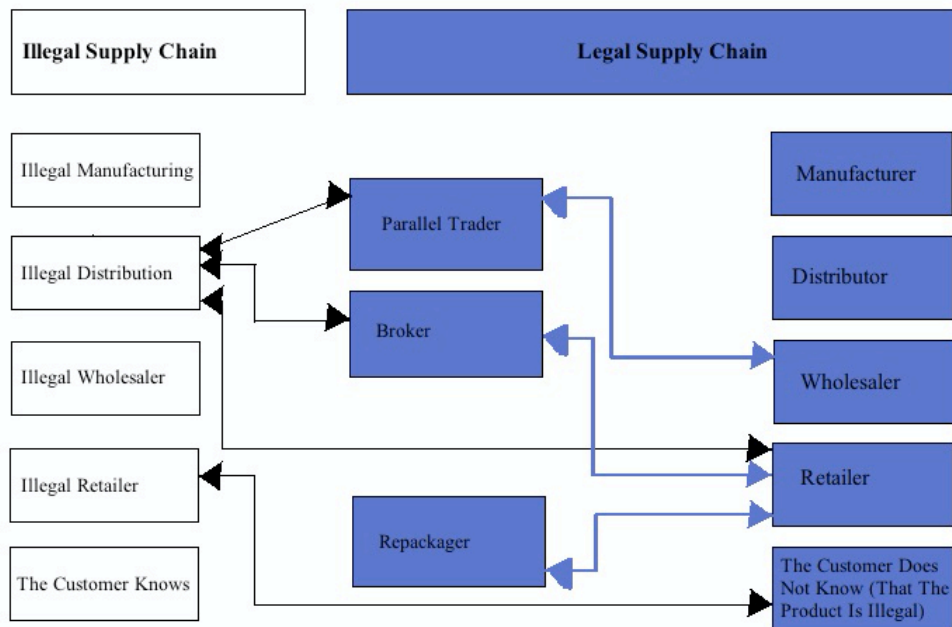 Illegal Supply Chain
Legal Supply Chain
Illegal Manufacturing
Manufacturer
Parallel Trader
Illegal Distribution
Distributor
Broker
Illegal Wholesaler
Wholesaler
Illegal Retailer
Retailer
Repackager
The Customer Knows
The Customer Does
Not Know (That The
Product Is Illegal)